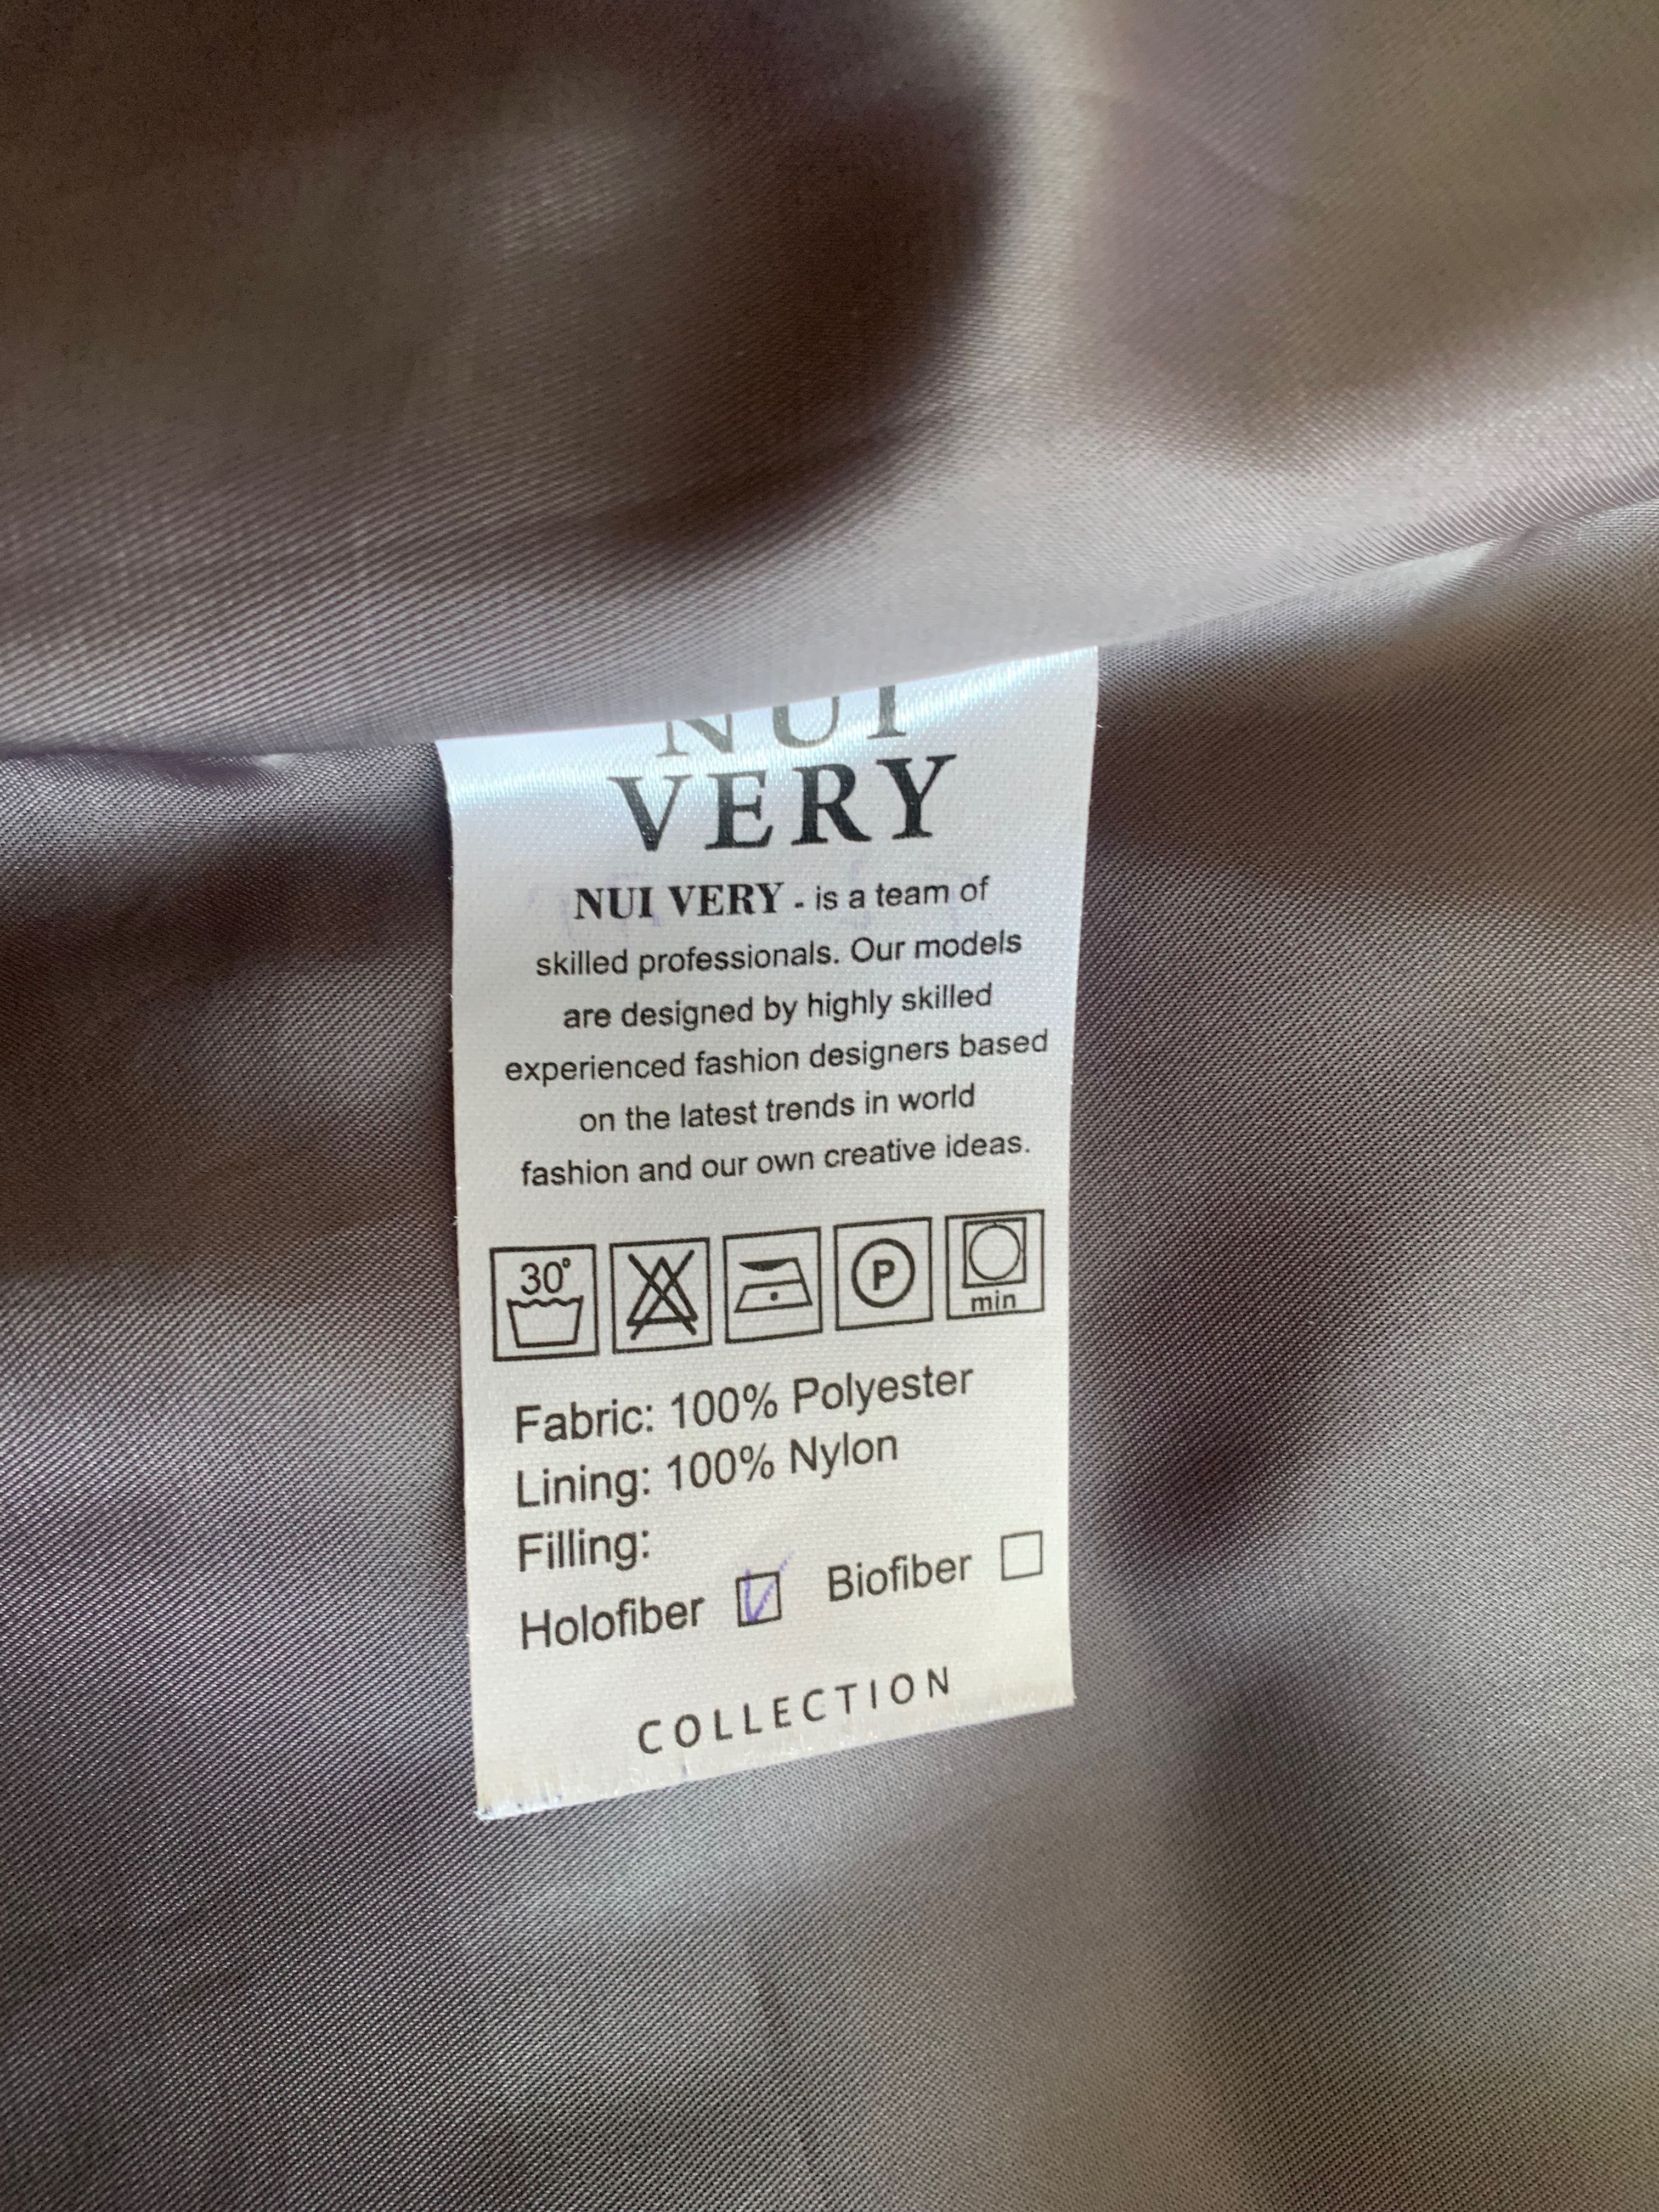 NUI
VERY
NUI VERY - is a team of
skilled professionals. Our models
are designed by highly skilled
experienced fashion designers based
on the latest trends in world
fashion and our own creative ideas.
30° P min
Fabric: 100% Polyester
Lining: 100% Nylon
Filling:
Holofiber Biofiber
COLLECTION